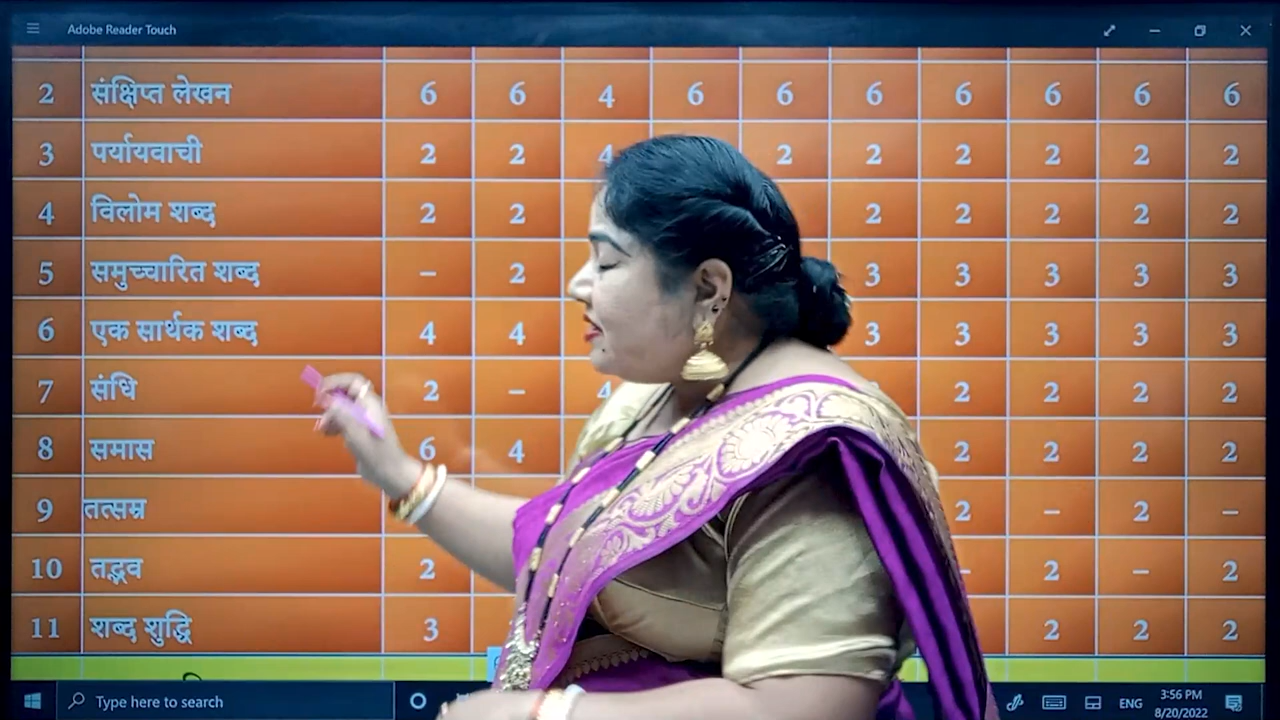 Adobe Reader Touch
2 संक्षिप्त लेखन 6 6 4 6 6 6 6 6 6 6
3 पर्यायवाची 2 2 4 2 2 2 2 2 2
4 विलोम शब्द 2 2 2 2 2 2 2
5 समुच्चारित शब्द – 2 3 3 3 3 3
6 एक सार्थक शब्द 4 4 3 3 3 3 3
7 संधि 2 – 4 2 2 2 2
8 समास 6 4 2 2 2 2
9 तत्सम्र 2 – 2 –
10 तद्भव 2 – 2 – 2
11 शब्द शुद्धि 3 2 2 2
Type here to search ENG 3:56 PM
8/20/2022